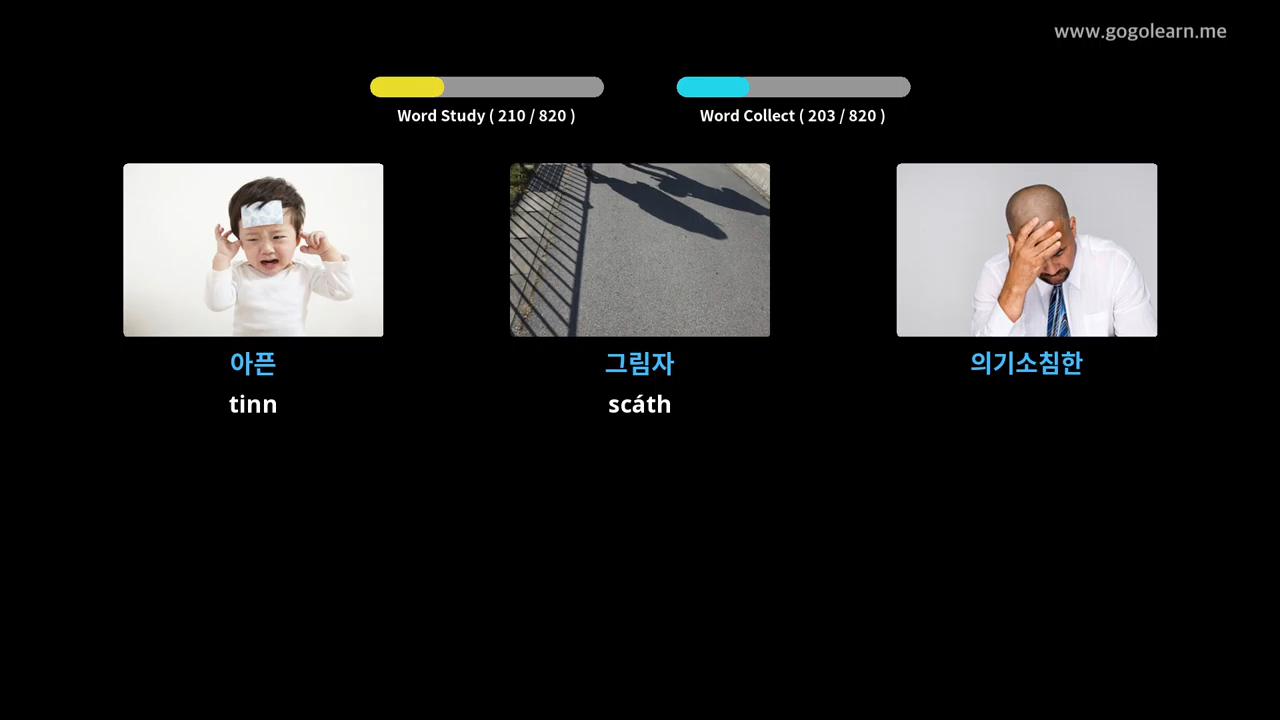 www.gogolearn.me
Word Study ( 210 / 820 )
Word Collect ( 203 / 820 )
아픈
그림자
의기소침한
tinn
scáth